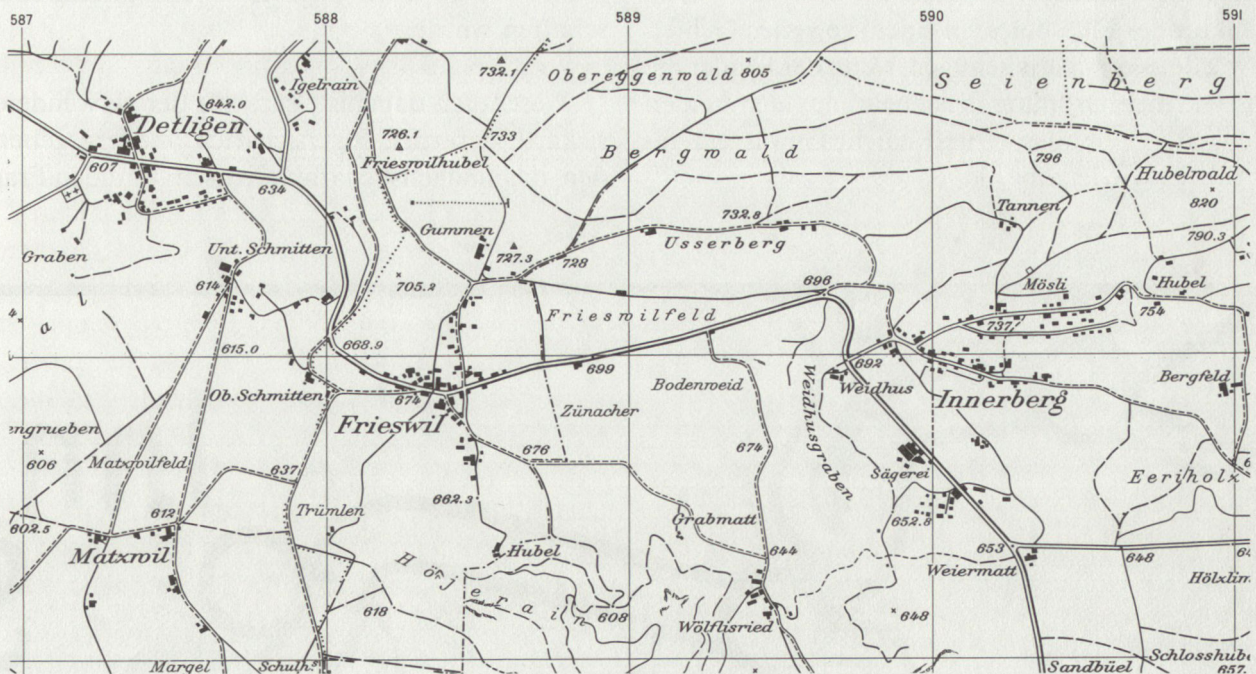 587 588 589 590 591
732.1 Obereggenwald 805 Seienberg
Igelrain
642.0
Detligen 726.1 733
Frieswilhubel Bergwald 796
607 634 Hubelwald
820
Tannen
732.8
Gummen Usserberg 790.3
Graben Unt. Schmitten 727.3 728
614 705.2 696 Mösli Hubel
Frieswilfeld 754
737
615.0 668.9
699 692
Bodenweid Weidhus Bergfeld
Ob. Schmitten 674 Innerberg
Zünacher
Frieswil Weidhusgraben
engrueben 676 674
606 Matzwilfeld 637 Sägerei Eeriholz
662.3
602.5 612 Trümlen Grabmatt 652.8
Matzwil Hubel 644 653 648
Weiermatt Hölzlin
Hofrain
618 608 648
Wölflisried
Margel Schulhs Sandbüel Schlosshube
657.